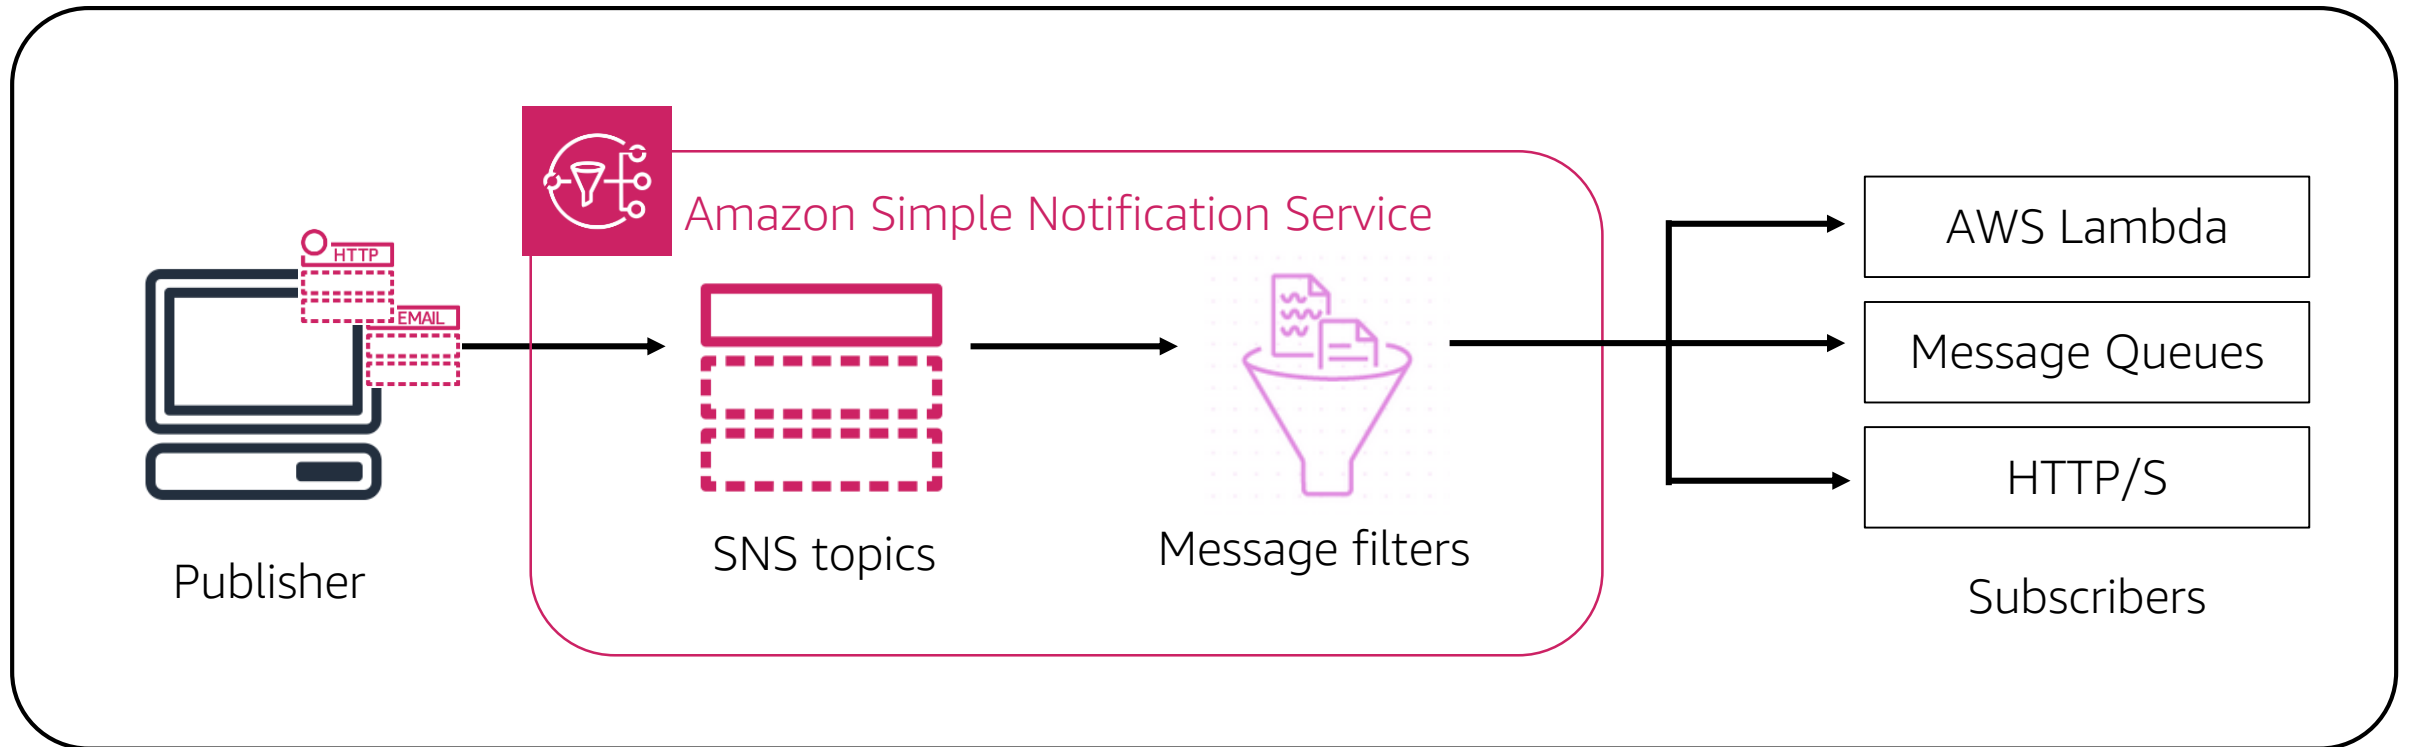 Amazon Simple Notification Service
HTTP
EMAIL
Publisher
SNS topics
Message filters
AWS Lambda
Message Queues
HTTP/S
Subscribers